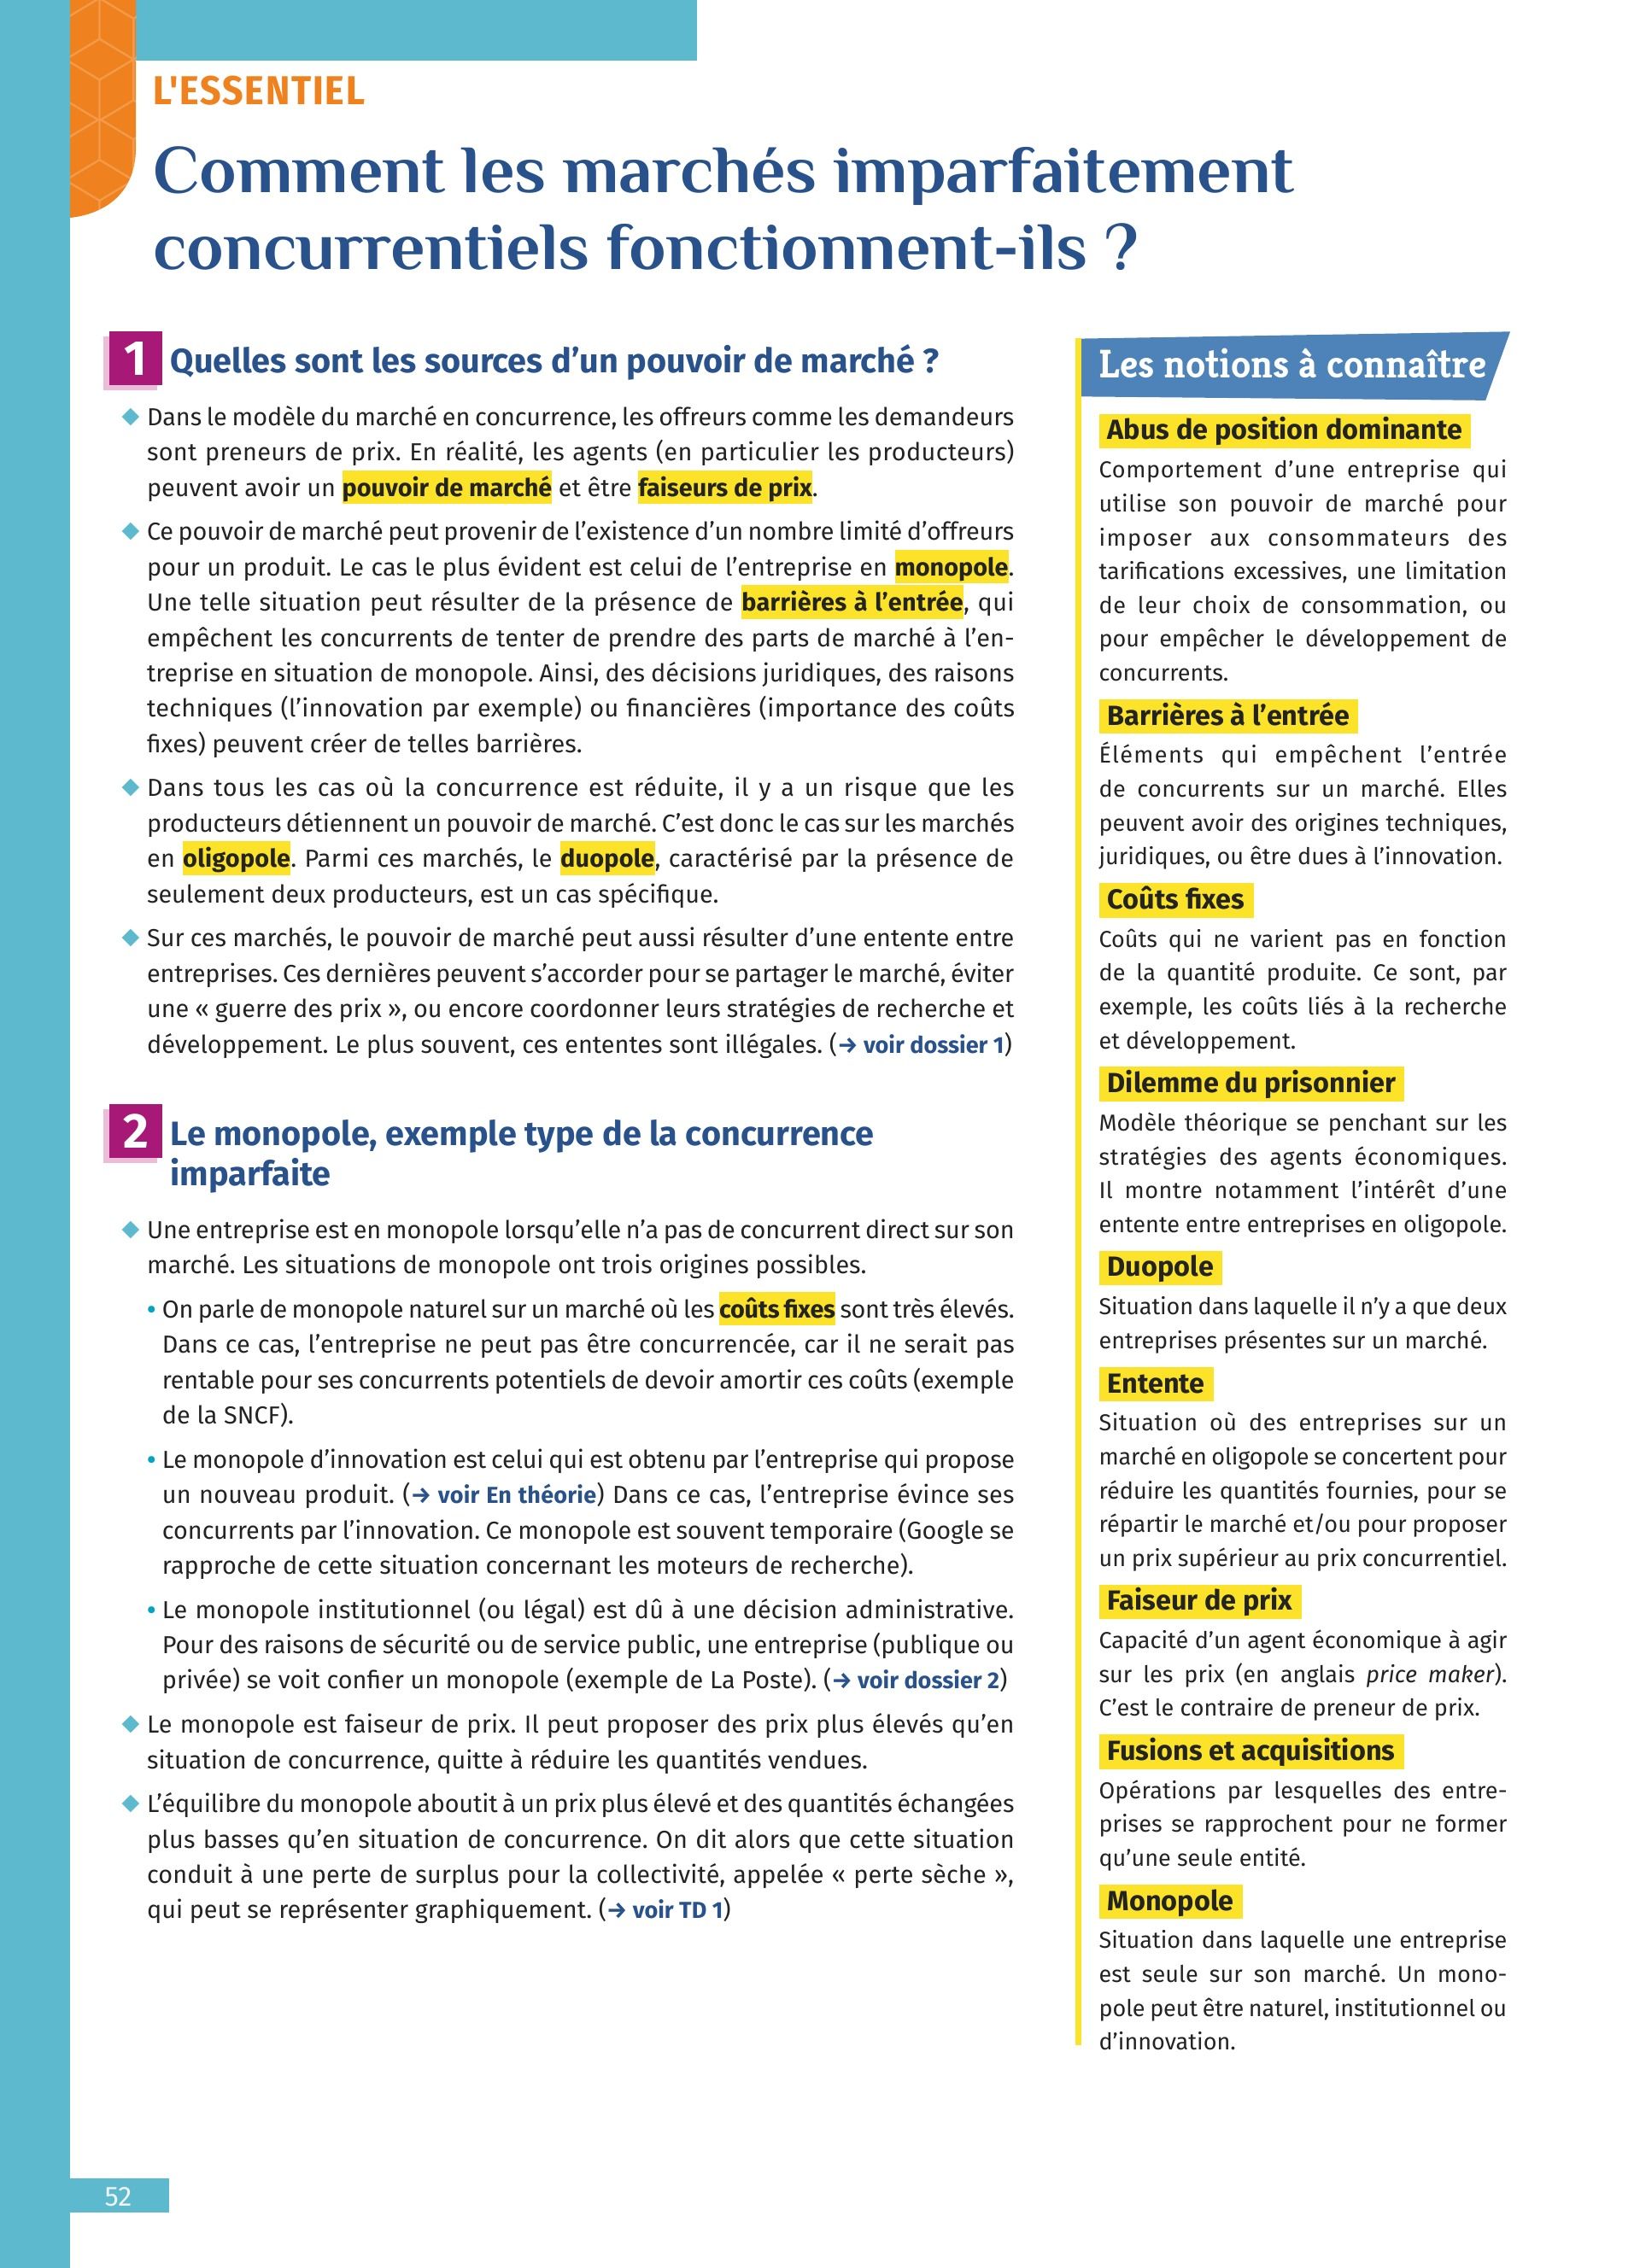 L'ESSENTIEL
Comment les marchés imparfaitement
concurrentiels fonctionnent-ils ?
1 Quelles sont les sources d’un pouvoir de marché ?
◆ Dans le modèle du marché en concurrence, les offreurs comme les demandeurs
sont preneurs de prix. En réalité, les agents (en particulier les producteurs)
peuvent avoir un pouvoir de marché et être faiseurs de prix.
◆ Ce pouvoir de marché peut provenir de l’existence d’un nombre limité d’offreurs
pour un produit. Le cas le plus évident est celui de l’entreprise en monopole.
Une telle situation peut résulter de la présence de barrières à l’entrée, qui
empêchent les concurrents de tenter de prendre des parts de marché à l’en-
treprise en situation de monopole. Ainsi, des décisions juridiques, des raisons
techniques (l’innovation par exemple) ou financières (importance des coûts
fixes) peuvent créer de telles barrières.
◆ Dans tous les cas où la concurrence est réduite, il y a un risque que les
producteurs détiennent un pouvoir de marché. C’est donc le cas sur les marchés
en oligopole. Parmi ces marchés, le duopole, caractérisé par la présence de
seulement deux producteurs, est un cas spécifique.
◆ Sur ces marchés, le pouvoir de marché peut aussi résulter d’une entente entre
entreprises. Ces dernières peuvent s’accorder pour se partager le marché, éviter
une « guerre des prix », ou encore coordonner leurs stratégies de recherche et
développement. Le plus souvent, ces ententes sont illégales. (→ voir dossier 1)
2 Le monopole, exemple type de la concurrence
imparfaite
◆ Une entreprise est en monopole lorsqu’elle n’a pas de concurrent direct sur son
marché. Les situations de monopole ont trois origines possibles.
• On parle de monopole naturel sur un marché où les coûts fixes sont très élevés.
Dans ce cas, l’entreprise ne peut pas être concurrencée, car il ne serait pas
rentable pour ses concurrents potentiels de devoir amortir ces coûts (exemple
de la SNCF).
• Le monopole d’innovation est celui qui est obtenu par l’entreprise qui propose
un nouveau produit. (→ voir En théorie) Dans ce cas, l’entreprise évince ses
concurrents par l’innovation. Ce monopole est souvent temporaire (Google se
rapproche de cette situation concernant les moteurs de recherche).
• Le monopole institutionnel (ou légal) est dû à une décision administrative.
Pour des raisons de sécurité ou de service public, une entreprise (publique ou
privée) se voit confier un monopole (exemple de La Poste). (→ voir dossier 2)
◆ Le monopole est faiseur de prix. Il peut proposer des prix plus élevés qu’en
situation de concurrence, quitte à réduire les quantités vendues.
◆ L’équilibre du monopole aboutit à un prix plus élevé et des quantités échangées
plus basses qu’en situation de concurrence. On dit alors que cette situation
conduit à une perte de surplus pour la collectivité, appelée « perte sèche »,
qui peut se représenter graphiquement. (→ voir TD 1)
Les notions à connaître
Abus de position dominante
Comportement d’une entreprise qui
utilise son pouvoir de marché pour
imposer aux consommateurs des
tarifications excessives, une limitation
de leur choix de consommation, ou
pour empêcher le développement de
concurrents.
Barrières à l’entrée
Éléments qui empêchent l’entrée
de concurrents sur un marché. Elles
peuvent avoir des origines techniques,
juridiques, ou être dues à l’innovation.
Coûts fixes
Coûts qui ne varient pas en fonction
de la quantité produite. Ce sont, par
exemple, les coûts liés à la recherche
et développement.
Dilemme du prisonnier
Modèle théorique se penchant sur les
stratégies des agents économiques.
Il montre notamment l’intérêt d’une
entente entre entreprises en oligopole.
Duopole
Situation dans laquelle il n’y a que deux
entreprises présentes sur un marché.
Entente
Situation où des entreprises sur un
marché en oligopole se concertent pour
réduire les quantités fournies, pour se
répartir le marché et/ou pour proposer
un prix supérieur au prix concurrentiel.
Faiseur de prix
Capacité d’un agent économique à agir
sur les prix (en anglais price maker).
C’est le contraire de preneur de prix.
Fusions et acquisitions
Opérations par lesquelles des entre-
prises se rapprochent pour ne former
qu’une seule entité.
Monopole
Situation dans laquelle une entreprise
est seule sur son marché. Un mono-
pole peut être naturel, institutionnel ou
d’innovation.
52